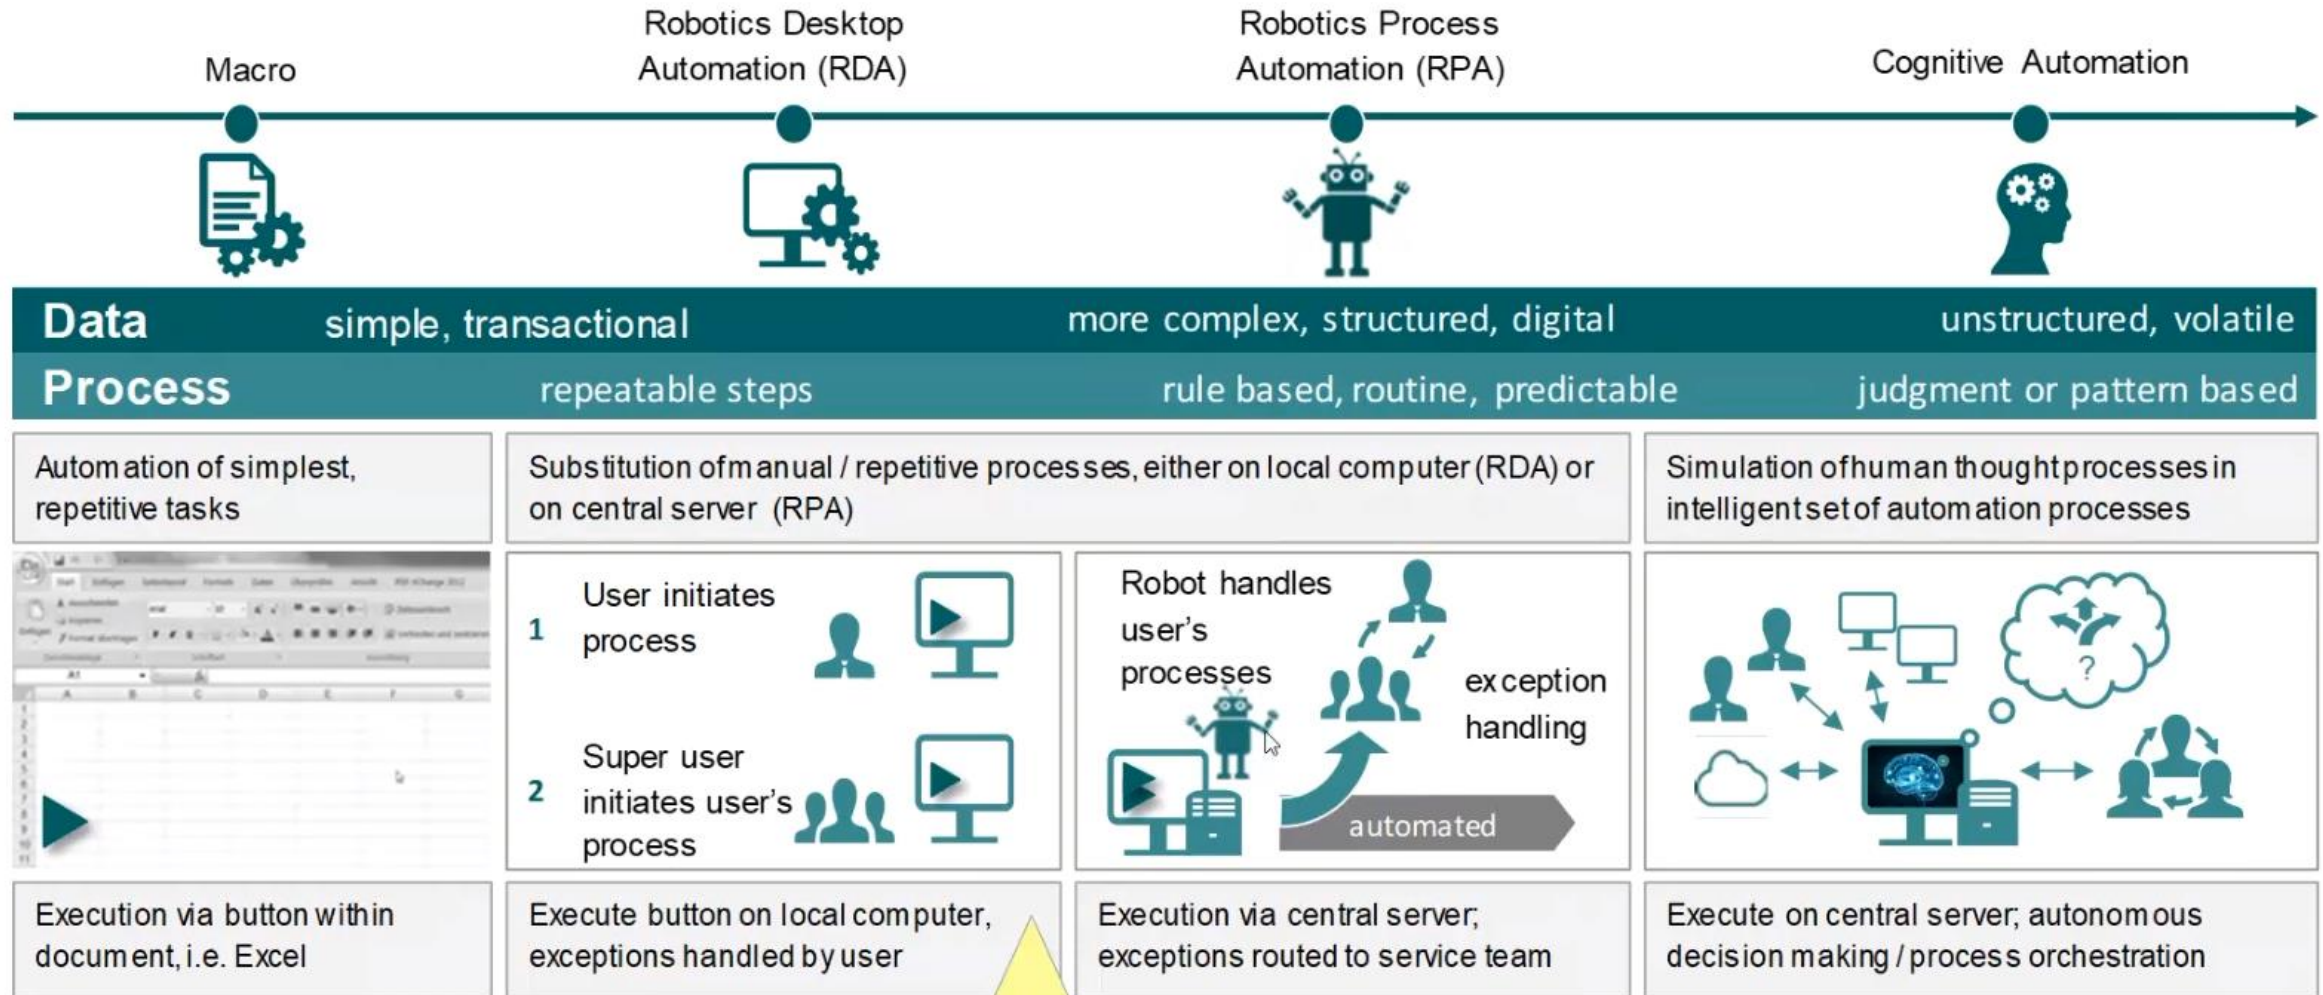 Robotics Desktop
Automation (RDA)
Robotics Process
Automation (RPA)
Macro
Cognitive Automation
Data
simple, transactional
more complex, structured, digital
unstructured, volatile
Process
repeatable steps
rule based, routine, predictable
judgment or pattern based
Automation of simplest,
repetitive tasks
Substitution of manual / repetitive processes, either on local computer (RDA) or
on central server (RPA)
Simulation of human thought processes in
intelligent set of automation processes
1
User initiates
process
2
Super user
initiates user's
process
Robot handles
user's
processes
exception
handling
automated
?
A1
A B C D E F G
Execution via button within
document, i.e. Excel
Execute button on local computer,
exceptions handled by user
Execution via central server;
exceptions routed to service team
Execute on central server; autonomous
decision making / process orchestration